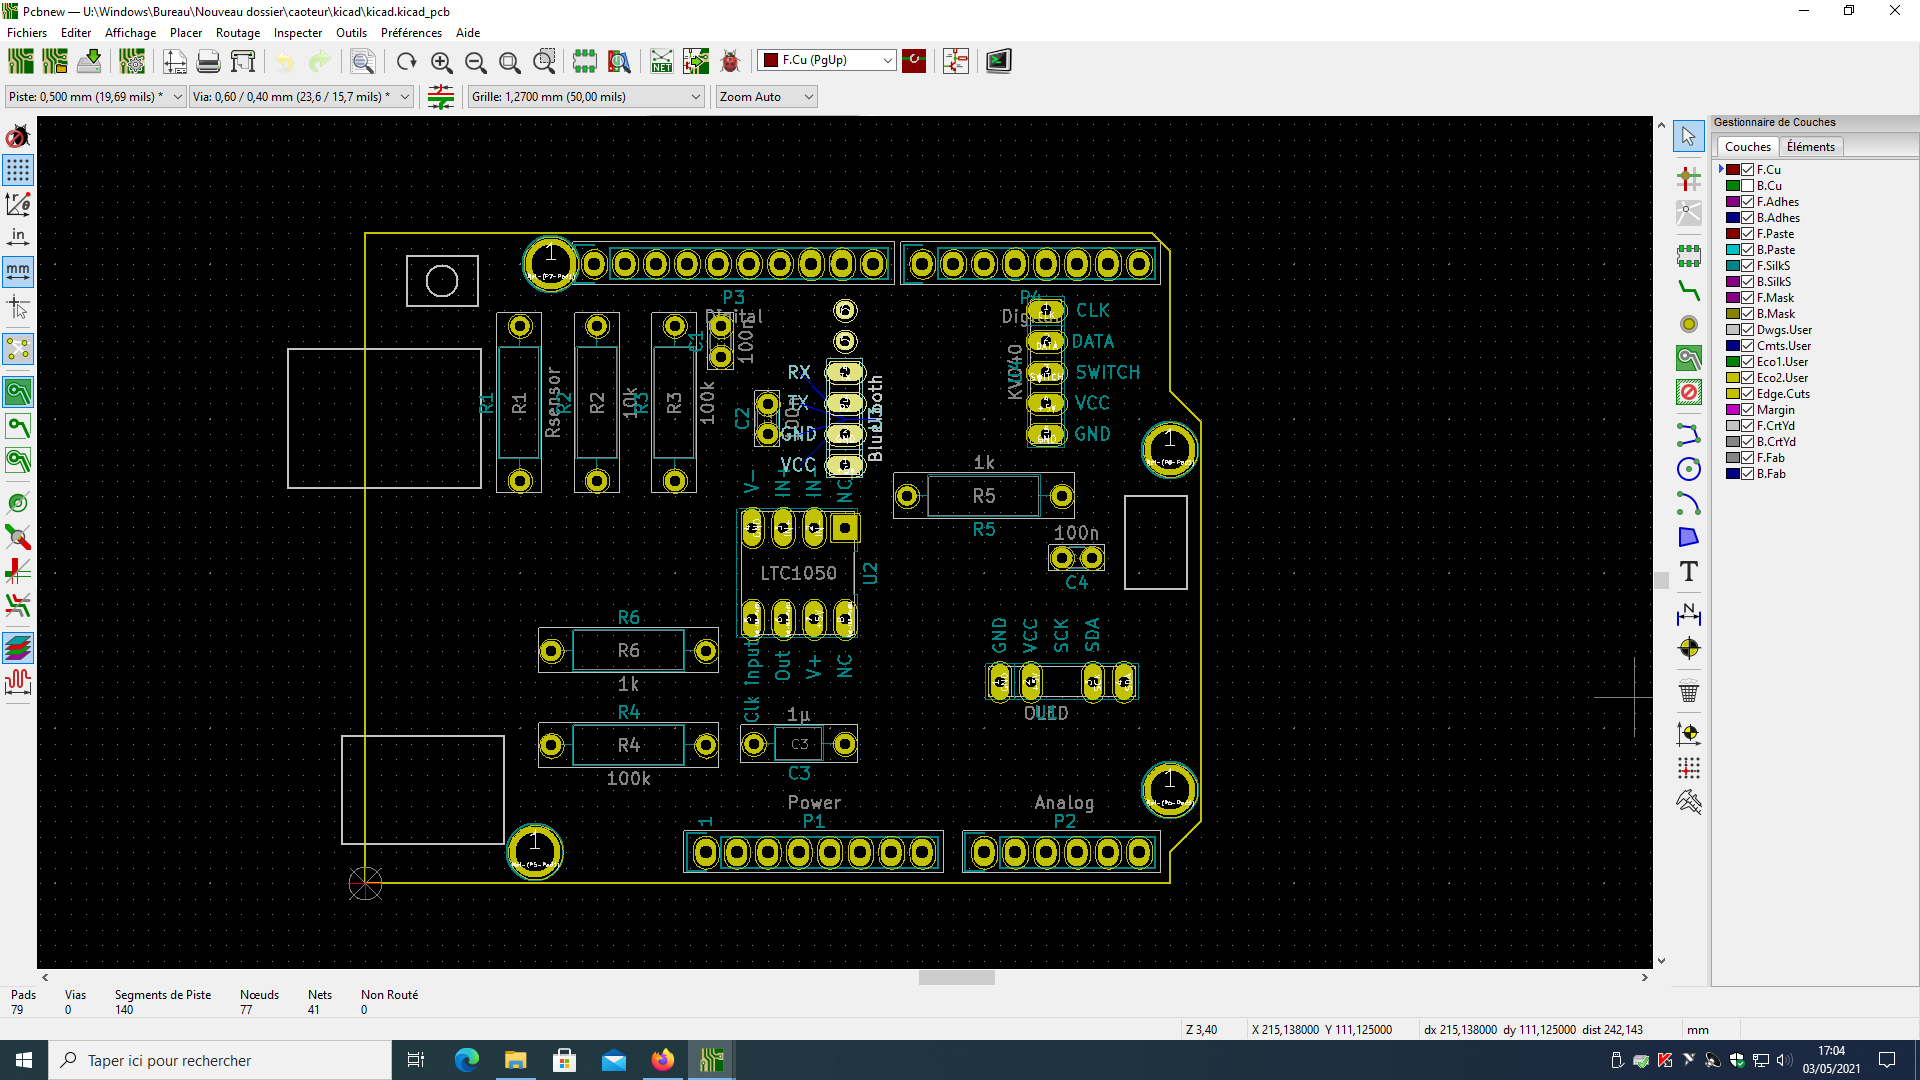 Pcbnew — U:\Windows\Bureau\Nouveau dossier\caoteur\kicad\kicad.kicad_pcb
Fichiers Editer Affichage Placer Routage Inspecter Outils Préférences Aide
NET
F.Cu (PgUp)
Piste: 0,500 mm (19,69 mils) *
Via: 0,60 / 0,40 mm (23,6 / 15,7 mils) *
Grille: 1,2700 mm (50,00 mils)
Zoom Auto
in
mm
1
P3
Digital
P4
CLK
DATA
SWITCH
VCC
GND
KV040
R1
R1
Rsensor
R2
R2
10k
R3
R3
100k
C1
100n
C2
RX
TX
GND
VCC
Bluetooth
1
V-
NC
1k
R5
R5
100n
C4
LTC1050
U2
Clk Input
Out
V+
NC
R6
R6
1k
R4
R4
100k
1µ
C3
C3
GND
VCC
SCK
SDA
1
1
Power
P1
1
Analog
P2
Gestionnaire de Couches
Couches Éléments
F.Cu
B.Cu
F.Adhes
B.Adhes
F.Paste
B.Paste
F.SilkS
B.SilkS
F.Mask
B.Mask
Dwgs.User
Cmts.User
Eco1.User
Eco2.User
Edge.Cuts
Margin
F.CrtYd
B.CrtYd
F.Fab
B.Fab
T
N
Pads Vias Segments de Piste Nœuds Nets Non Routé
79 0 140 77 41 0
Z 3,40 X 215,138000 Y 111,125000 dx 215,138000 dy 111,125000 dist 242,143 mm
Taper ici pour rechercher
17:04
03/05/2021